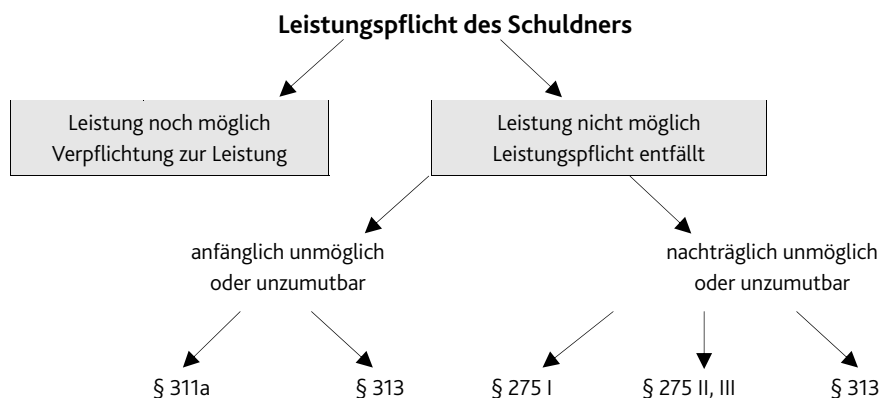 Leistungspflicht des Schuldners
Leistung noch möglich
Verpflichtung zur Leistung
Leistung nicht möglich
Leistungspflicht entfällt
anfänglich unmöglich
oder unzumutbar
nachträglich unmöglich
oder unzumutbar
§ 311a
§ 313
§ 275 I
§ 275 II, III
§ 313